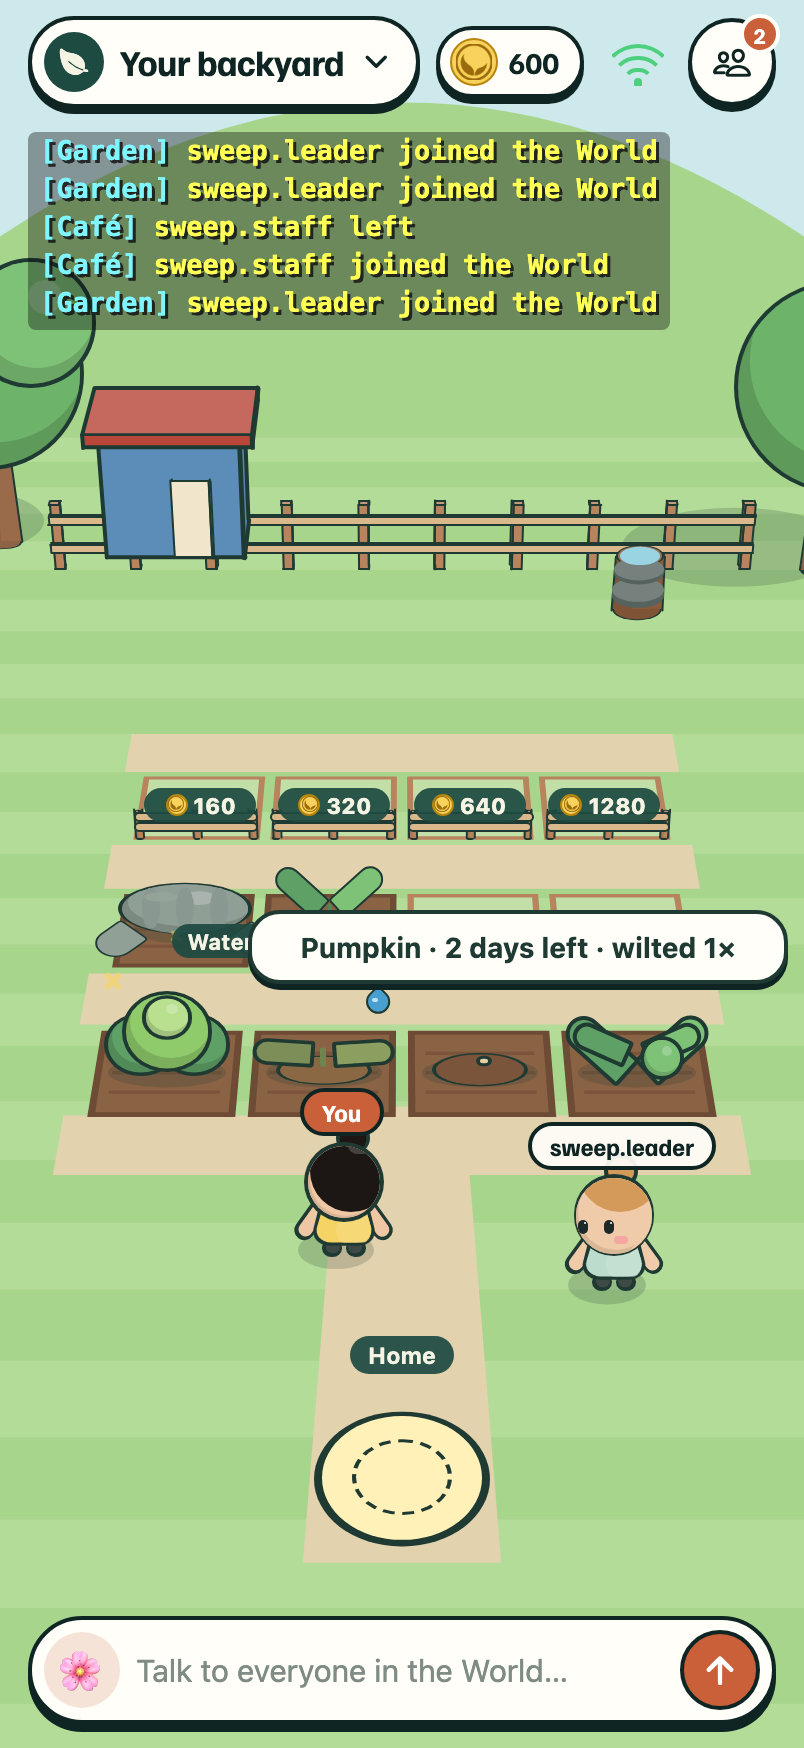 Your backyard
600
2
[Garden] sweep.leader joined the World
[Garden] sweep.leader joined the World
[Café] sweep.staff left
[Café] sweep.staff joined the World
[Garden] sweep.leader joined the World
160
320
640
1280
Water
Pumpkin · 2 days left · wilted 1×
You
sweep.leader
Home
Talk to everyone in the World...